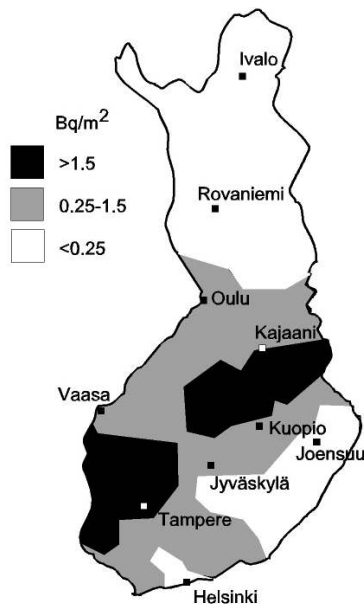 Ivalo
Bq/m²
>1.5
0.25-1.5
<0.25
Rovaniemi
Oulu
Kajaani
Vaasa
Kuopio
Joensuu
Jyväskylä
Tampere
Helsinki